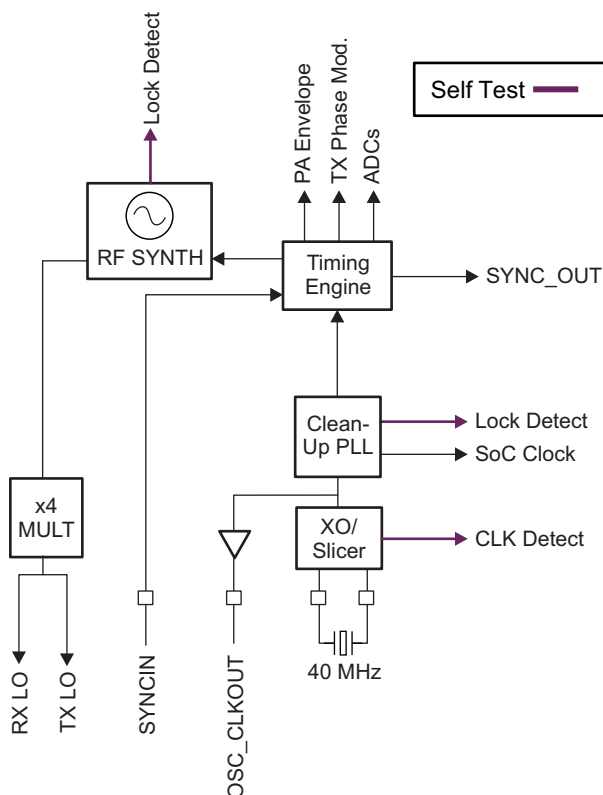 Lock Detect
PA Envelope
TX Phase Mod.
ADCs
Self Test
RF SYNTH
Timing
Engine
SYNC_OUT
Clean-
Up PLL
Lock Detect
SoC Clock
x4
MULT
XO/
Slicer
CLK Detect
40 MHz
RX LO
TX LO
SYNCIN
OSC_CLKOUT